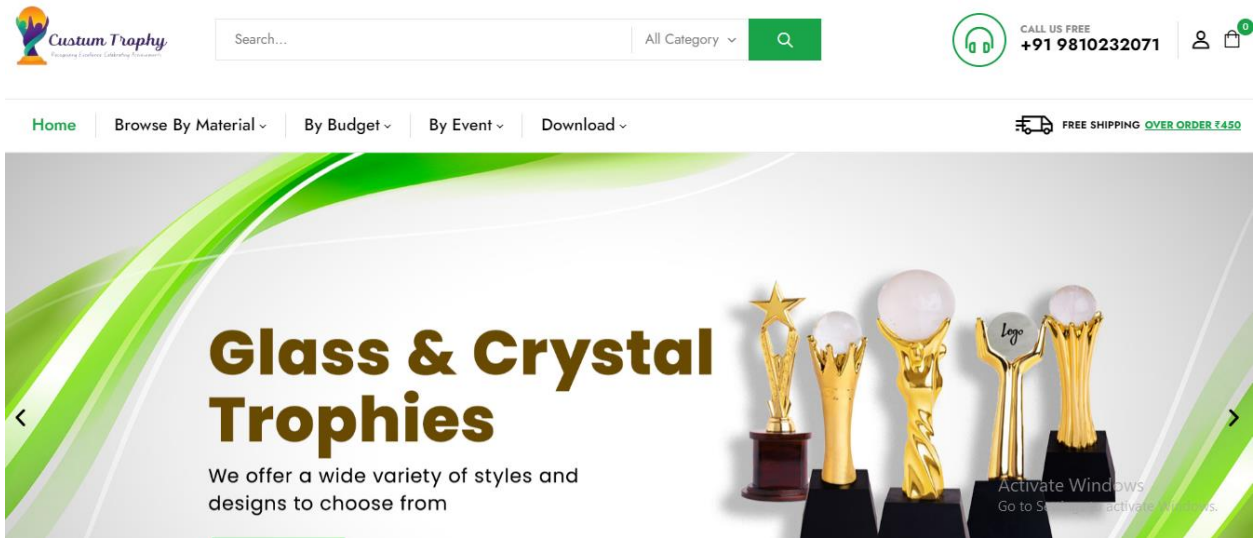 Custum Trophy
Search...
All Category
CALL US FREE
+91 9810232071
0
Home
Browse By Material
By Budget
By Event
Download
FREE SHIPPING OVER ORDER ₹450
Glass & Crystal
Trophies
We offer a wide variety of styles and
designs to choose from
Logo
Activate Windows
Go to activate Windows.